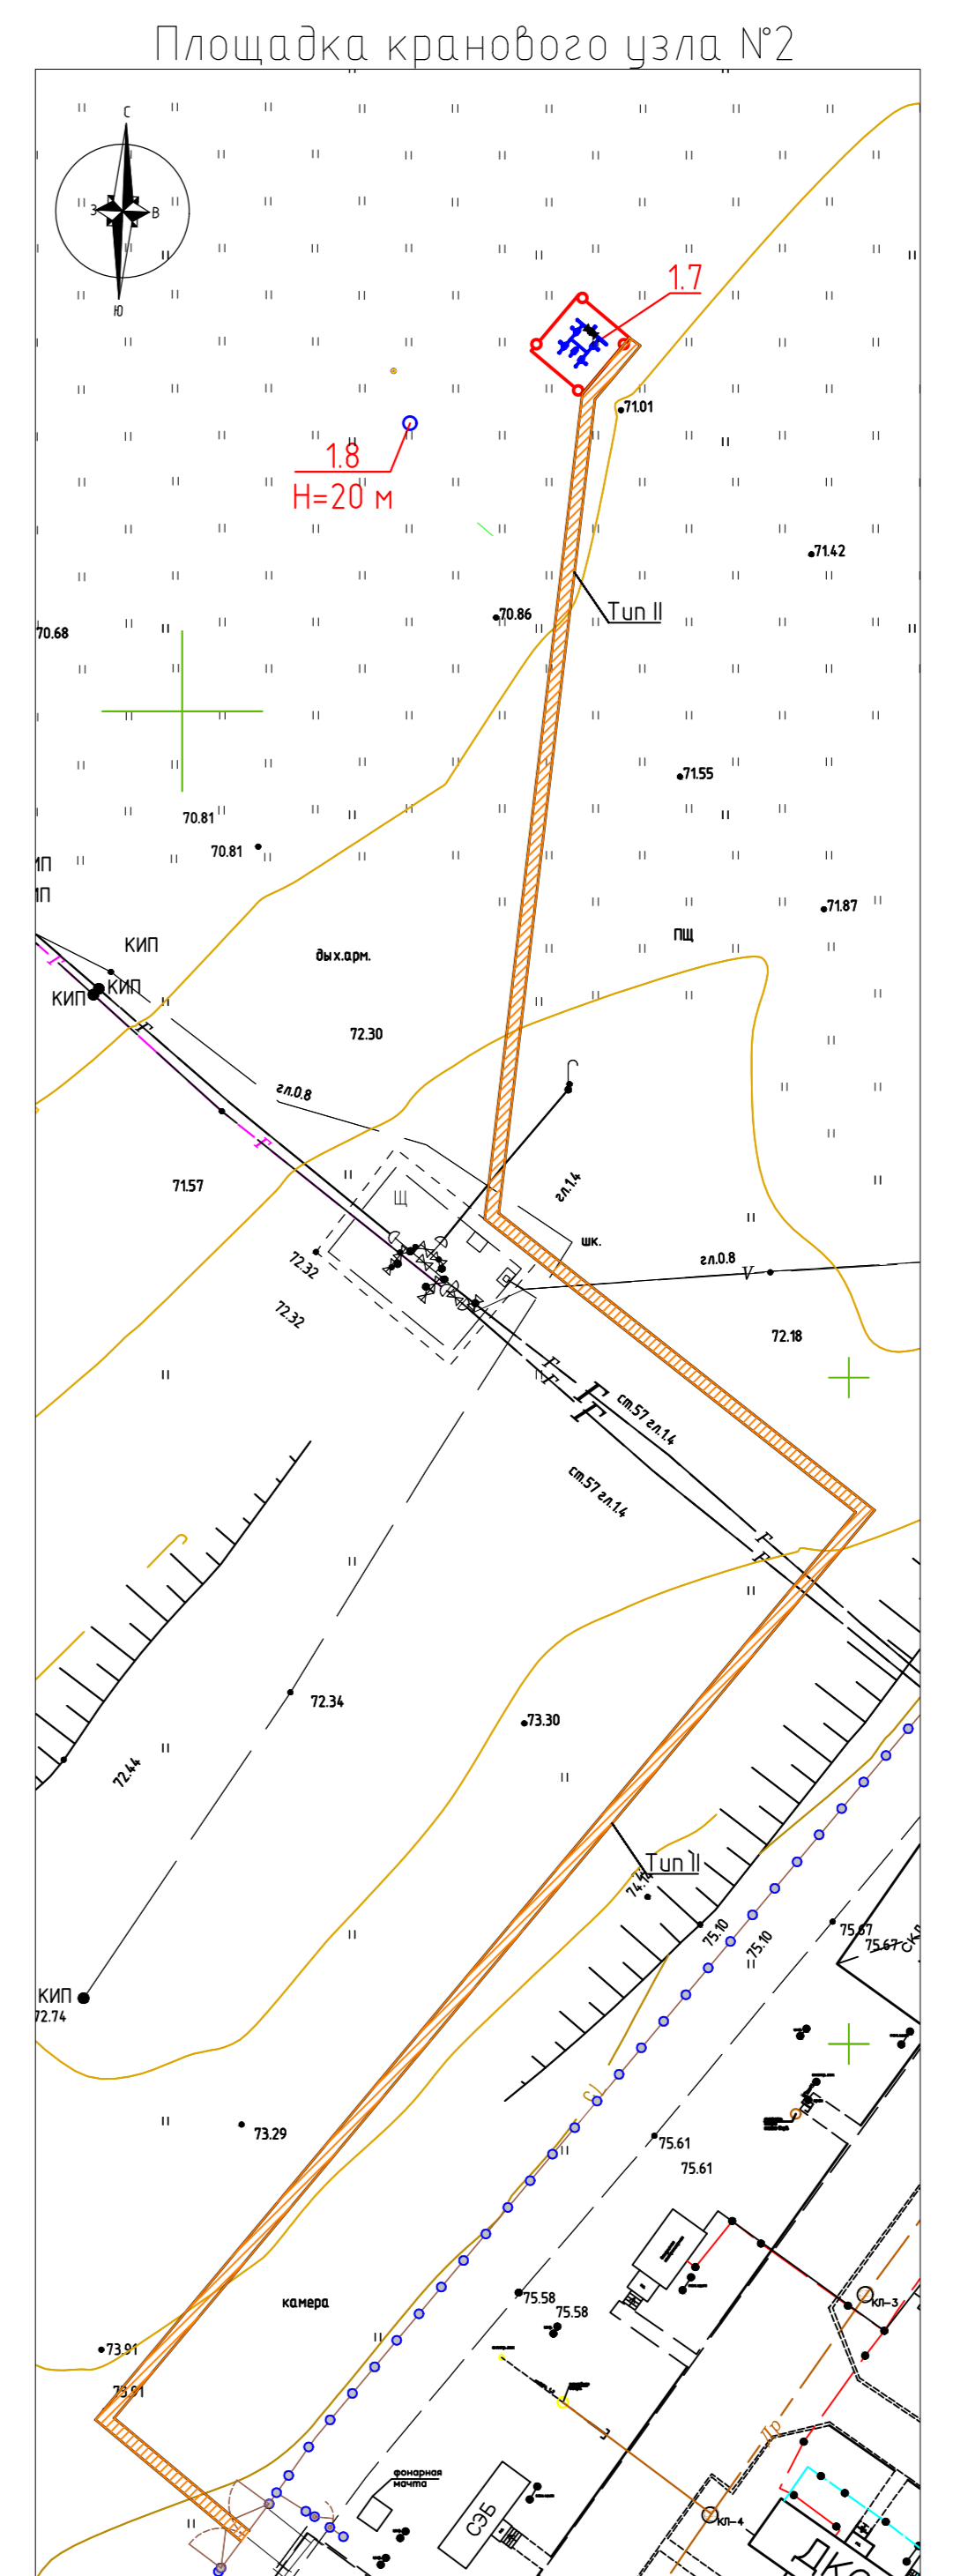 Площадка кранового узла №2
С
З
В
Ю
1.7
71.01
1.8
H=20 м
71.42
70.86
Тип II
70.68
71.55
70.81
70.81
ИП
71.87
ИП
ПЩ
КИП
дых.арм.
Г
КИП
КИП
Г
72.30
гл.0.8
Г
71.57
гл.1.4
Щ
шк.
72.32
гл.0.8
V
72.32
72.18
Г
Г
Г
Г
ст.57 гл.1.4
ст.57 гл.1.4
Г
Г
72.34
73.30
72.44
Тип II
74.14
75.10
75.10
75.67
75.67
КИП
72.74
73.29
75.61
75.61
камера
75.58
75.58
КЛ-3
73.91
73.91
Др
фонарная
мачта
СЭБ
КЛ-4
ДКС